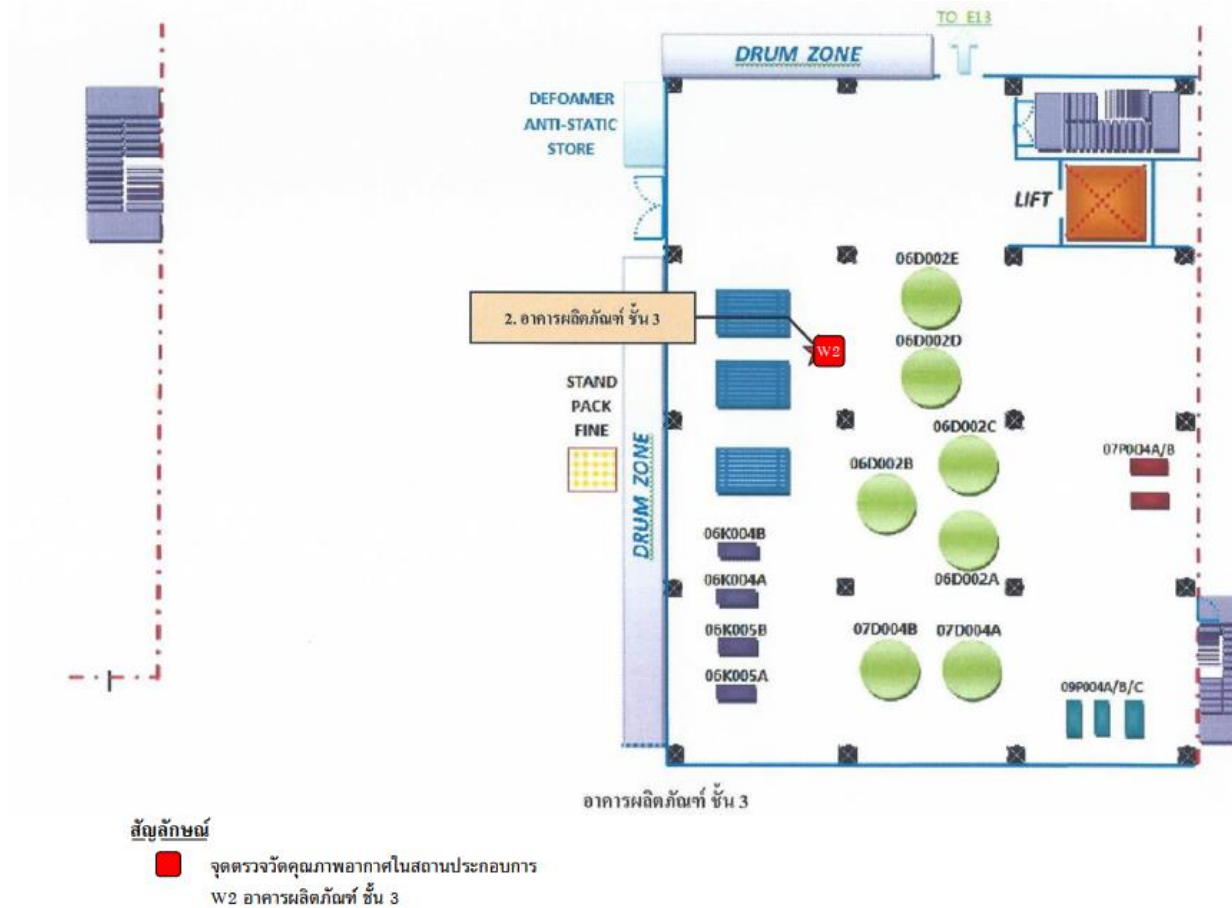 TO E13
DRUM ZONE
DEFOAMER
ANTI-STATIC
STORE
LIFT
06D002E
2. อาคารผลิตภัณฑ์ ชั้น 3
W2
06D002D
STAND
PACK
FINE
DRUM ZONE
06D002C
06D002B
07P004A/B
06K004B
06K004A
06D002A
06K005B
07D004B
07D004A
06K005A
09P004A/B/C
อาคารผลิตภัณฑ์ ชั้น 3
สัญลักษณ์
จุดตรวจวัดคุณภาพอากาศในสถานประกอบการ
W2 อาคารผลิตภัณฑ์ ชั้น 3